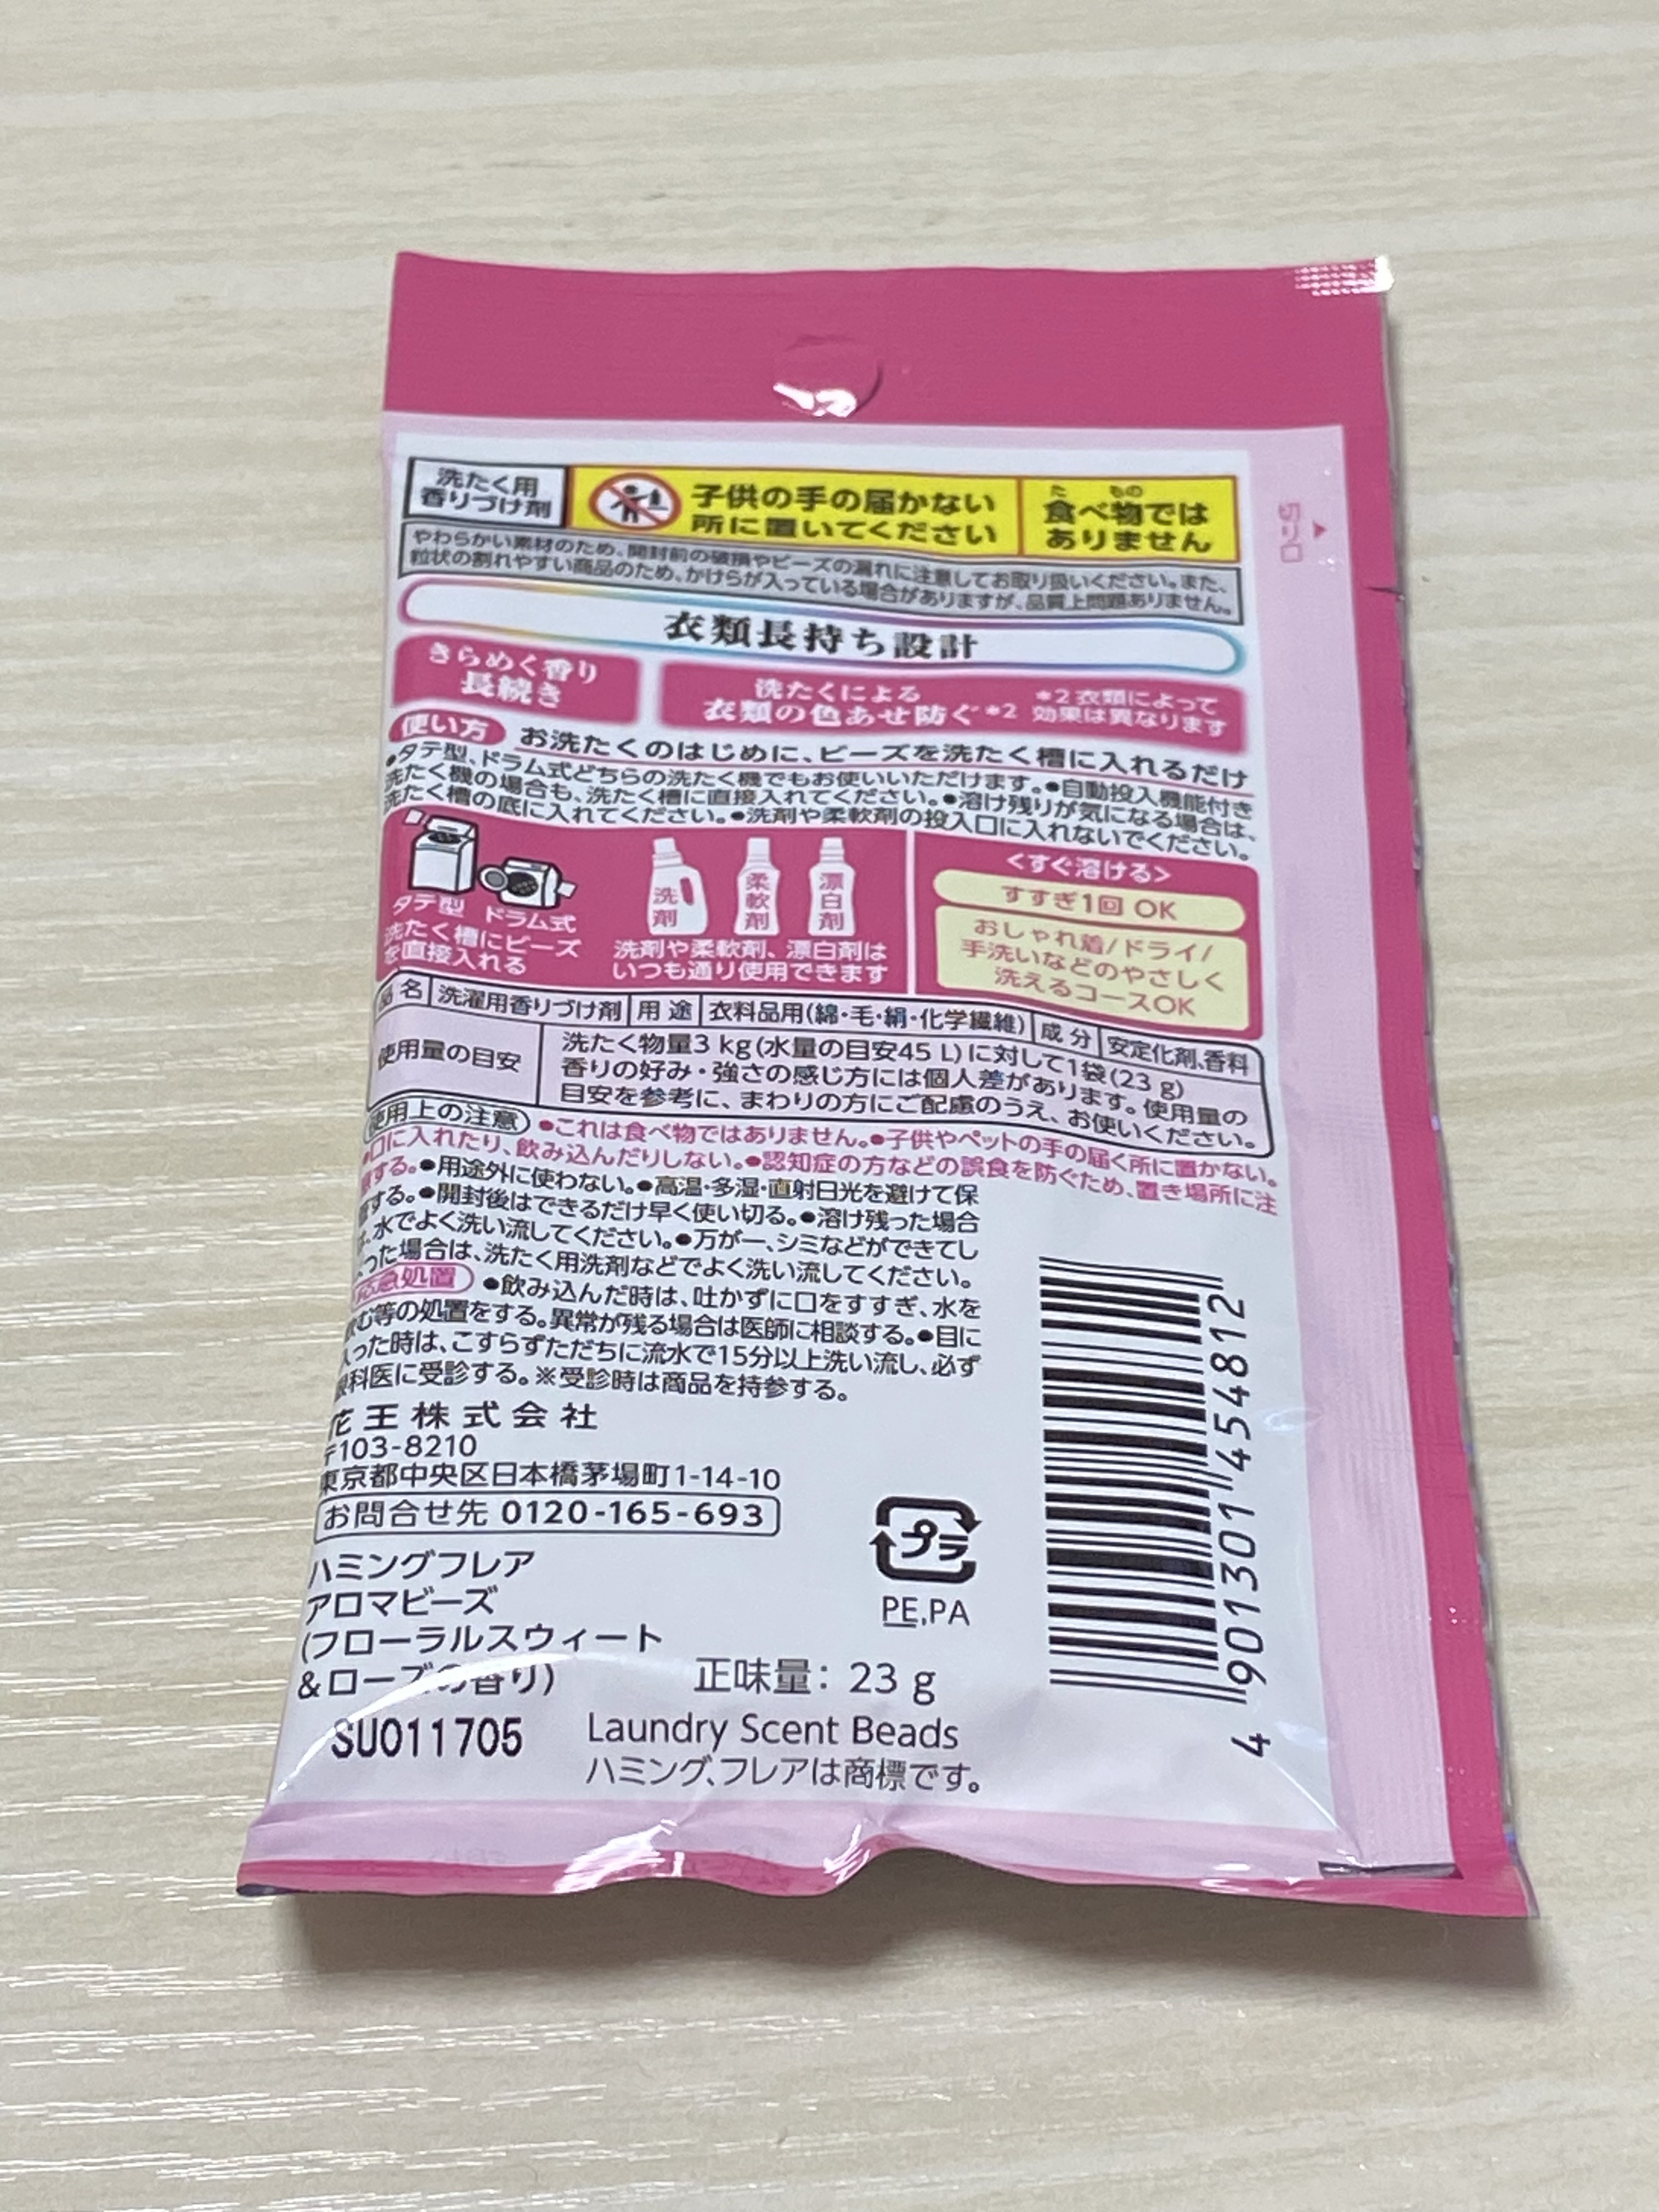 洗たく用
香りづけ剤
子供の手の届かない
所に置いてください
た もの
食べ物では
ありません
切り口
やわらかい素材のため、開封前の破損やビーズの漏れに注意してお取り扱いください。また、
粒状の割れやすい商品のため、かけらが入っている場合がありますが、品質上問題ありません。
衣類長持ち設計
きらめく香り
長続き
洗たくによる
衣類の色あせ防ぐ*2
*2 衣類によって
効果は異なります
使い方 お洗たくのはじめに、ビーズを洗たく槽に入れるだけ
●タテ型、ドラム式どちらの洗たく機でもお使いいただけます。●自動投入機能付き
洗たく機の場合も、洗たく槽に直接入れてください。●溶け残りが気になる場合は、
洗たく槽の底に入れてください。●洗剤や柔軟剤の投入口に入れないでください。
タテ型 ドラム式
洗たく槽にビーズ
を直接入れる
洗剤
柔軟剤
漂白剤
洗剤や柔軟剤、漂白剤は
いつも通り使用できます
<すぐ溶ける>
すすぎ1回 OK
おしゃれ着/ドライ/
手洗いなどのやさしく
洗えるコースOK
品名 洗濯用香りづけ剤 用途 衣料品用(綿・毛・絹・化学繊維) 成分 安定化剤、香料
使用量の目安
洗たく物量3 kg(水量の目安45 L)に対して1袋(23 g)
香りの好み・強さの感じ方には個人差があります。使用量の
目安を参考に、まわりの方にご配慮のうえ、お使いください。
使用上の注意 ●これは食べ物ではありません。●子供やペットの手の届く所に置かない。
●口に入れたり、飲み込んだりしない。●認知症の方などの誤食を防ぐため、置き場所に注
意する。●用途外に使わない。●高温・多湿・直射日光を避けて保
管する。●開封後はできるだけ早く使い切る。●溶け残った場合
は、水でよく洗い流してください。●万が一、シミなどができてし
まった場合は、洗たく用洗剤などでよく洗い流してください。
応急処置 ●飲み込んだ時は、吐かずに口をすすぎ、水を
飲む等の処置をする。異常が残る場合は医師に相談する。●目に
入った時は、こすらずただちに流水で15分以上洗い流し、必ず
眼科医に受診する。※受診時は商品を持参する。
花王株式会社
〒103-8210
東京都中央区日本橋茅場町1-14-10
お問合せ先 0120-165-693
ハミングフレア
アロマビーズ
(フローラルスウィート
&ローズの香り)
プラ
PE,PA
正味量: 23 g
SU011705
Laundry Scent Beads
ハミング、フレアは商標です。
4 901301 454812